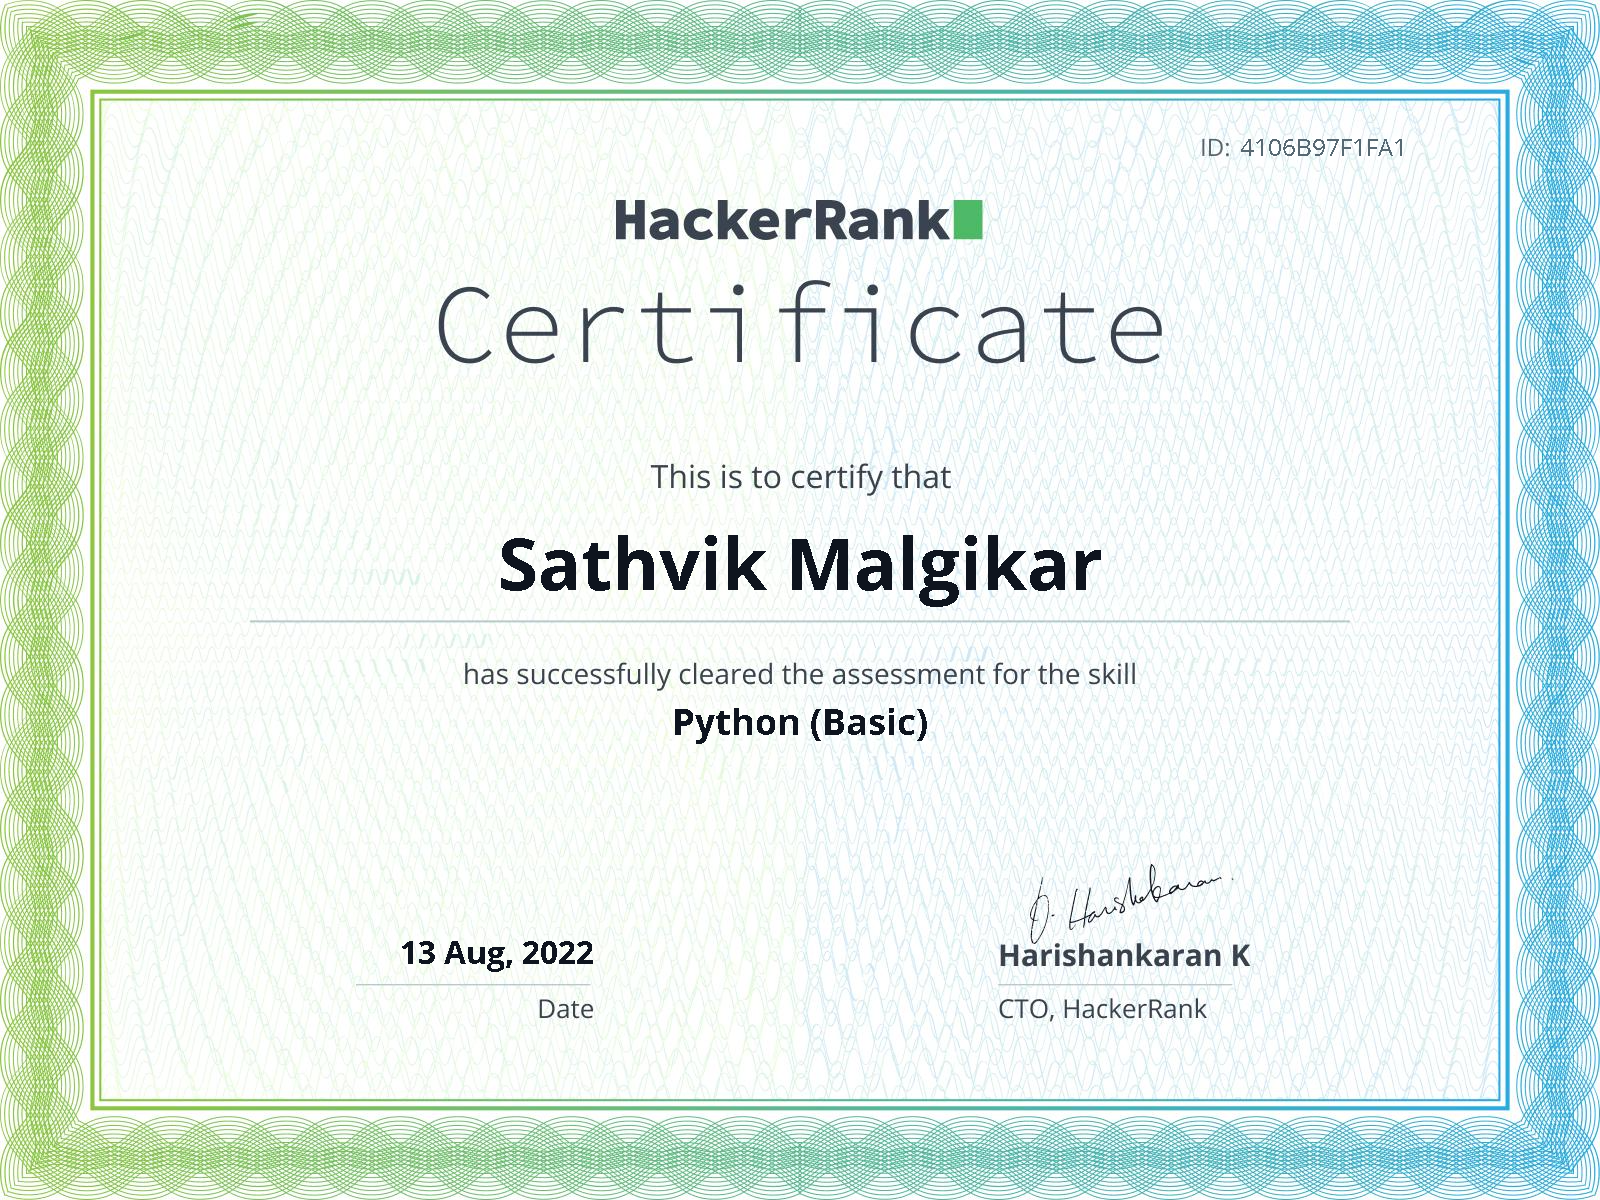 ID: 4106B97F1FA1
HackerRank
Certificate
This is to certify that
Sathvik Malgikar
has successfully cleared the assessment for the skill
Python (Basic)
13 Aug, 2022
Date
Harishankaran K
CTO, HackerRank